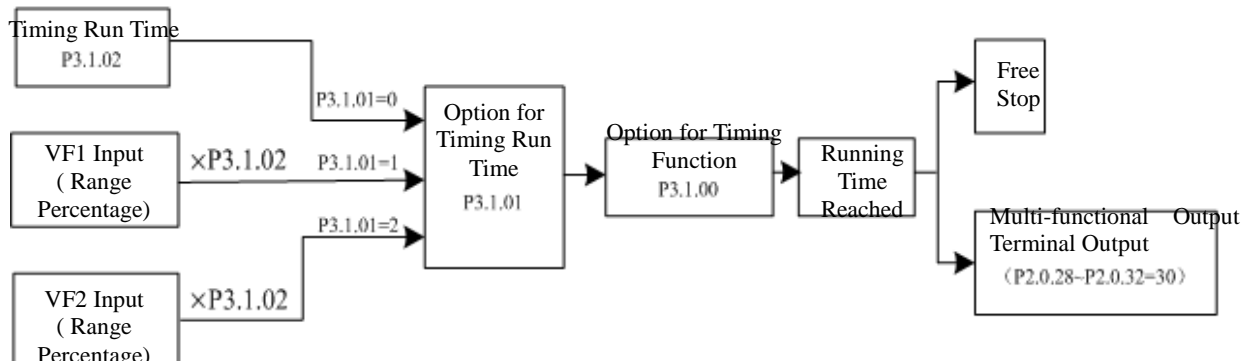 Timing Run Time
P3.1.02
P3.1.01=0
VF1 Input
( Range
Percentage)
×P3.1.02
P3.1.01=1
VF2 Input
( Range
Percentage)
×P3.1.02
P3.1.01=2
Option for
Timing Run
Time
P3.1.01
Option for Timing
Function
P3.1.00
Running
Time
Reached
Free
Stop
Multi-functional Output
Terminal Output
（P2.0.28~P2.0.32=30）